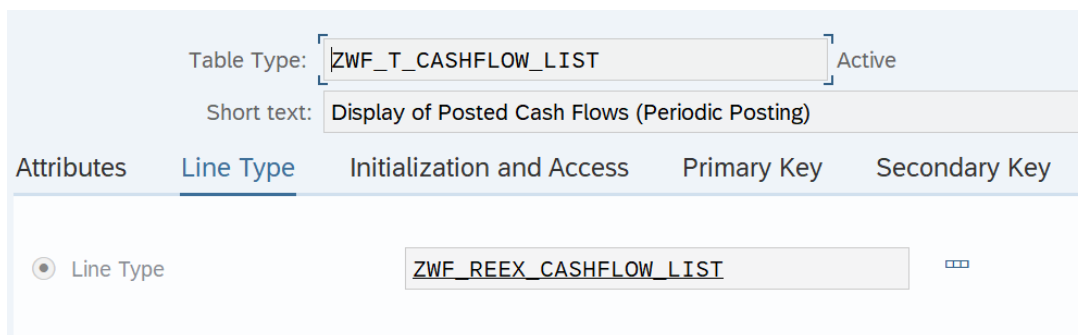 Table Type: ZWF_T_CASHFLOW_LIST Active
Short text: Display of Posted Cash Flows (Periodic Posting)
Attributes Line Type Initialization and Access Primary Key Secondary Key
Line Type ZWF_REEX_CASHFLOW_LIST